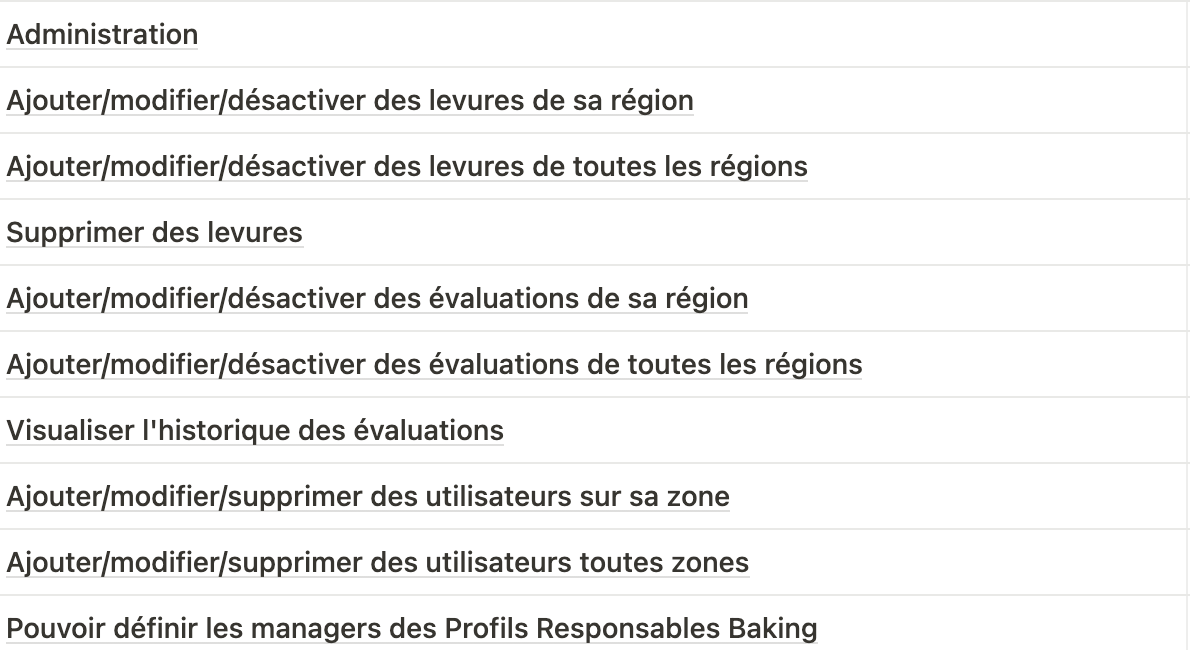 Administration
Ajouter/modifier/désactiver des levures de sa région
Ajouter/modifier/désactiver des levures de toutes les régions
Supprimer des levures
Ajouter/modifier/désactiver des évaluations de sa région
Ajouter/modifier/désactiver des évaluations de toutes les régions
Visualiser l'historique des évaluations
Ajouter/modifier/supprimer des utilisateurs sur sa zone
Ajouter/modifier/supprimer des utilisateurs toutes zones
Pouvoir définir les managers des Profils Responsables Baking